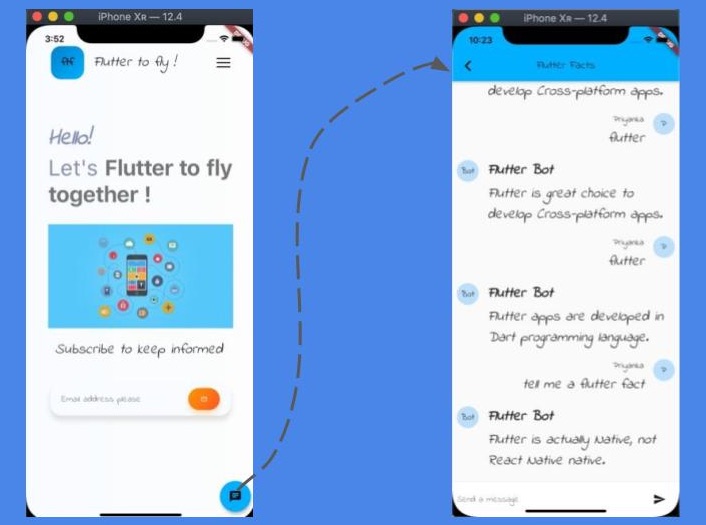 iPhone XR — 12.4
3:52
Flutter to fly !
Hello!
Let's Flutter to fly
together !
Subscribe to keep informed
Email address please
iPhone XR — 12.4
10:23
Flutter Facts
develop Cross-platform apps.
Priyanka
P
flutter
Bot
Flutter Bot
Flutter is great choice to
develop Cross-platform apps.
Priyanka
P
flutter
Bot
Flutter Bot
Flutter apps are developed in
Dart programming language.
Priyanka
P
tell me a flutter fact
Bot
Flutter Bot
Flutter is actually Native, not
React Native native.
Send a message